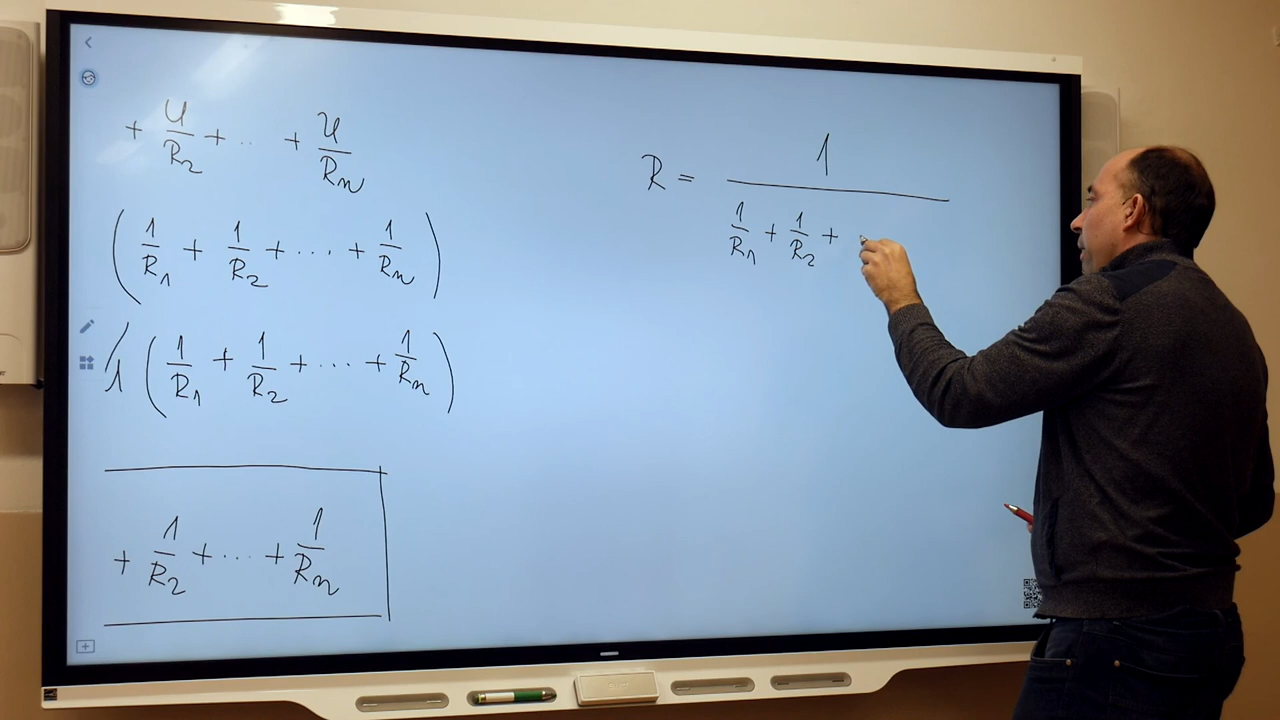 + U/R₂ + ... + U/Rₙ
(1/R₁ + 1/R₂ + ... + 1/Rₙ)
1 (1/R₁ + 1/R₂ + ... + 1/Rₙ)
+ 1/R₂ + ... + 1/Rₙ
R = 1/(1/R₁ + 1/R₂ +